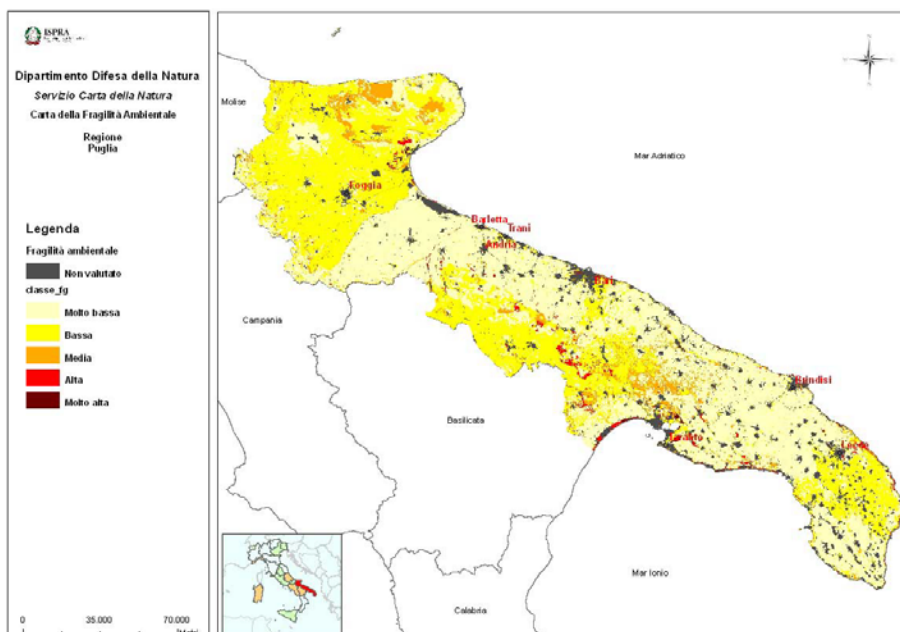 ISPRA
Dipartimento Difesa della Natura
Servizio Carta della Natura
Carta della Fragilità Ambientale
Regione
Puglia
Legenda
Fragilità ambientale
Non valutato
classe_fg
Molto bassa
Bassa
Media
Alta
Molto alta
0 35.000 70.000
Molise
Mar Adriatico
Foggia
Barletta
Trani
Andria
Bari
Campania
Brindisi
Basilicata
Taranto
Lecce
Mar Ionio
Calabria